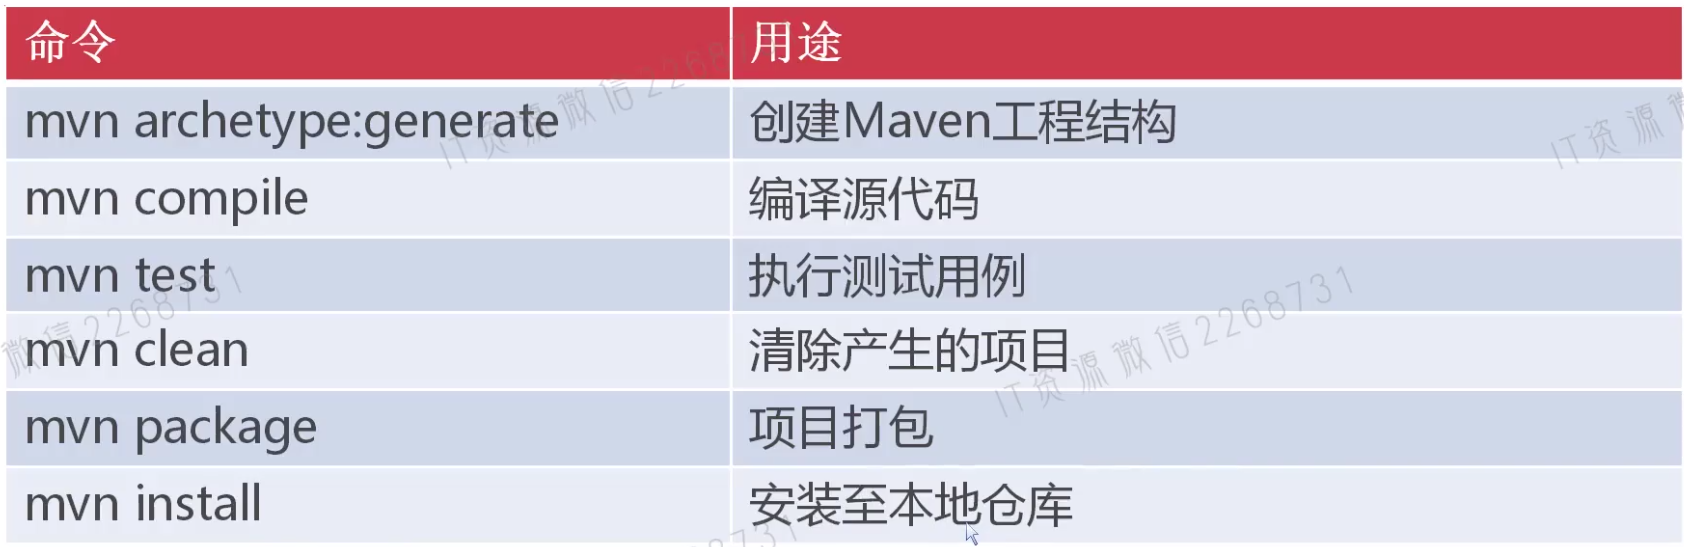 命令 用途
mvn archetype:generate 创建Maven工程结构
mvn compile 编译源代码
mvn test 执行测试用例
mvn clean 清除产生的项目
mvn package 项目打包
mvn install 安装至本地仓库
IT资源微信2268731
IT资源微
微信2268731
IT资源微信2268731
68731